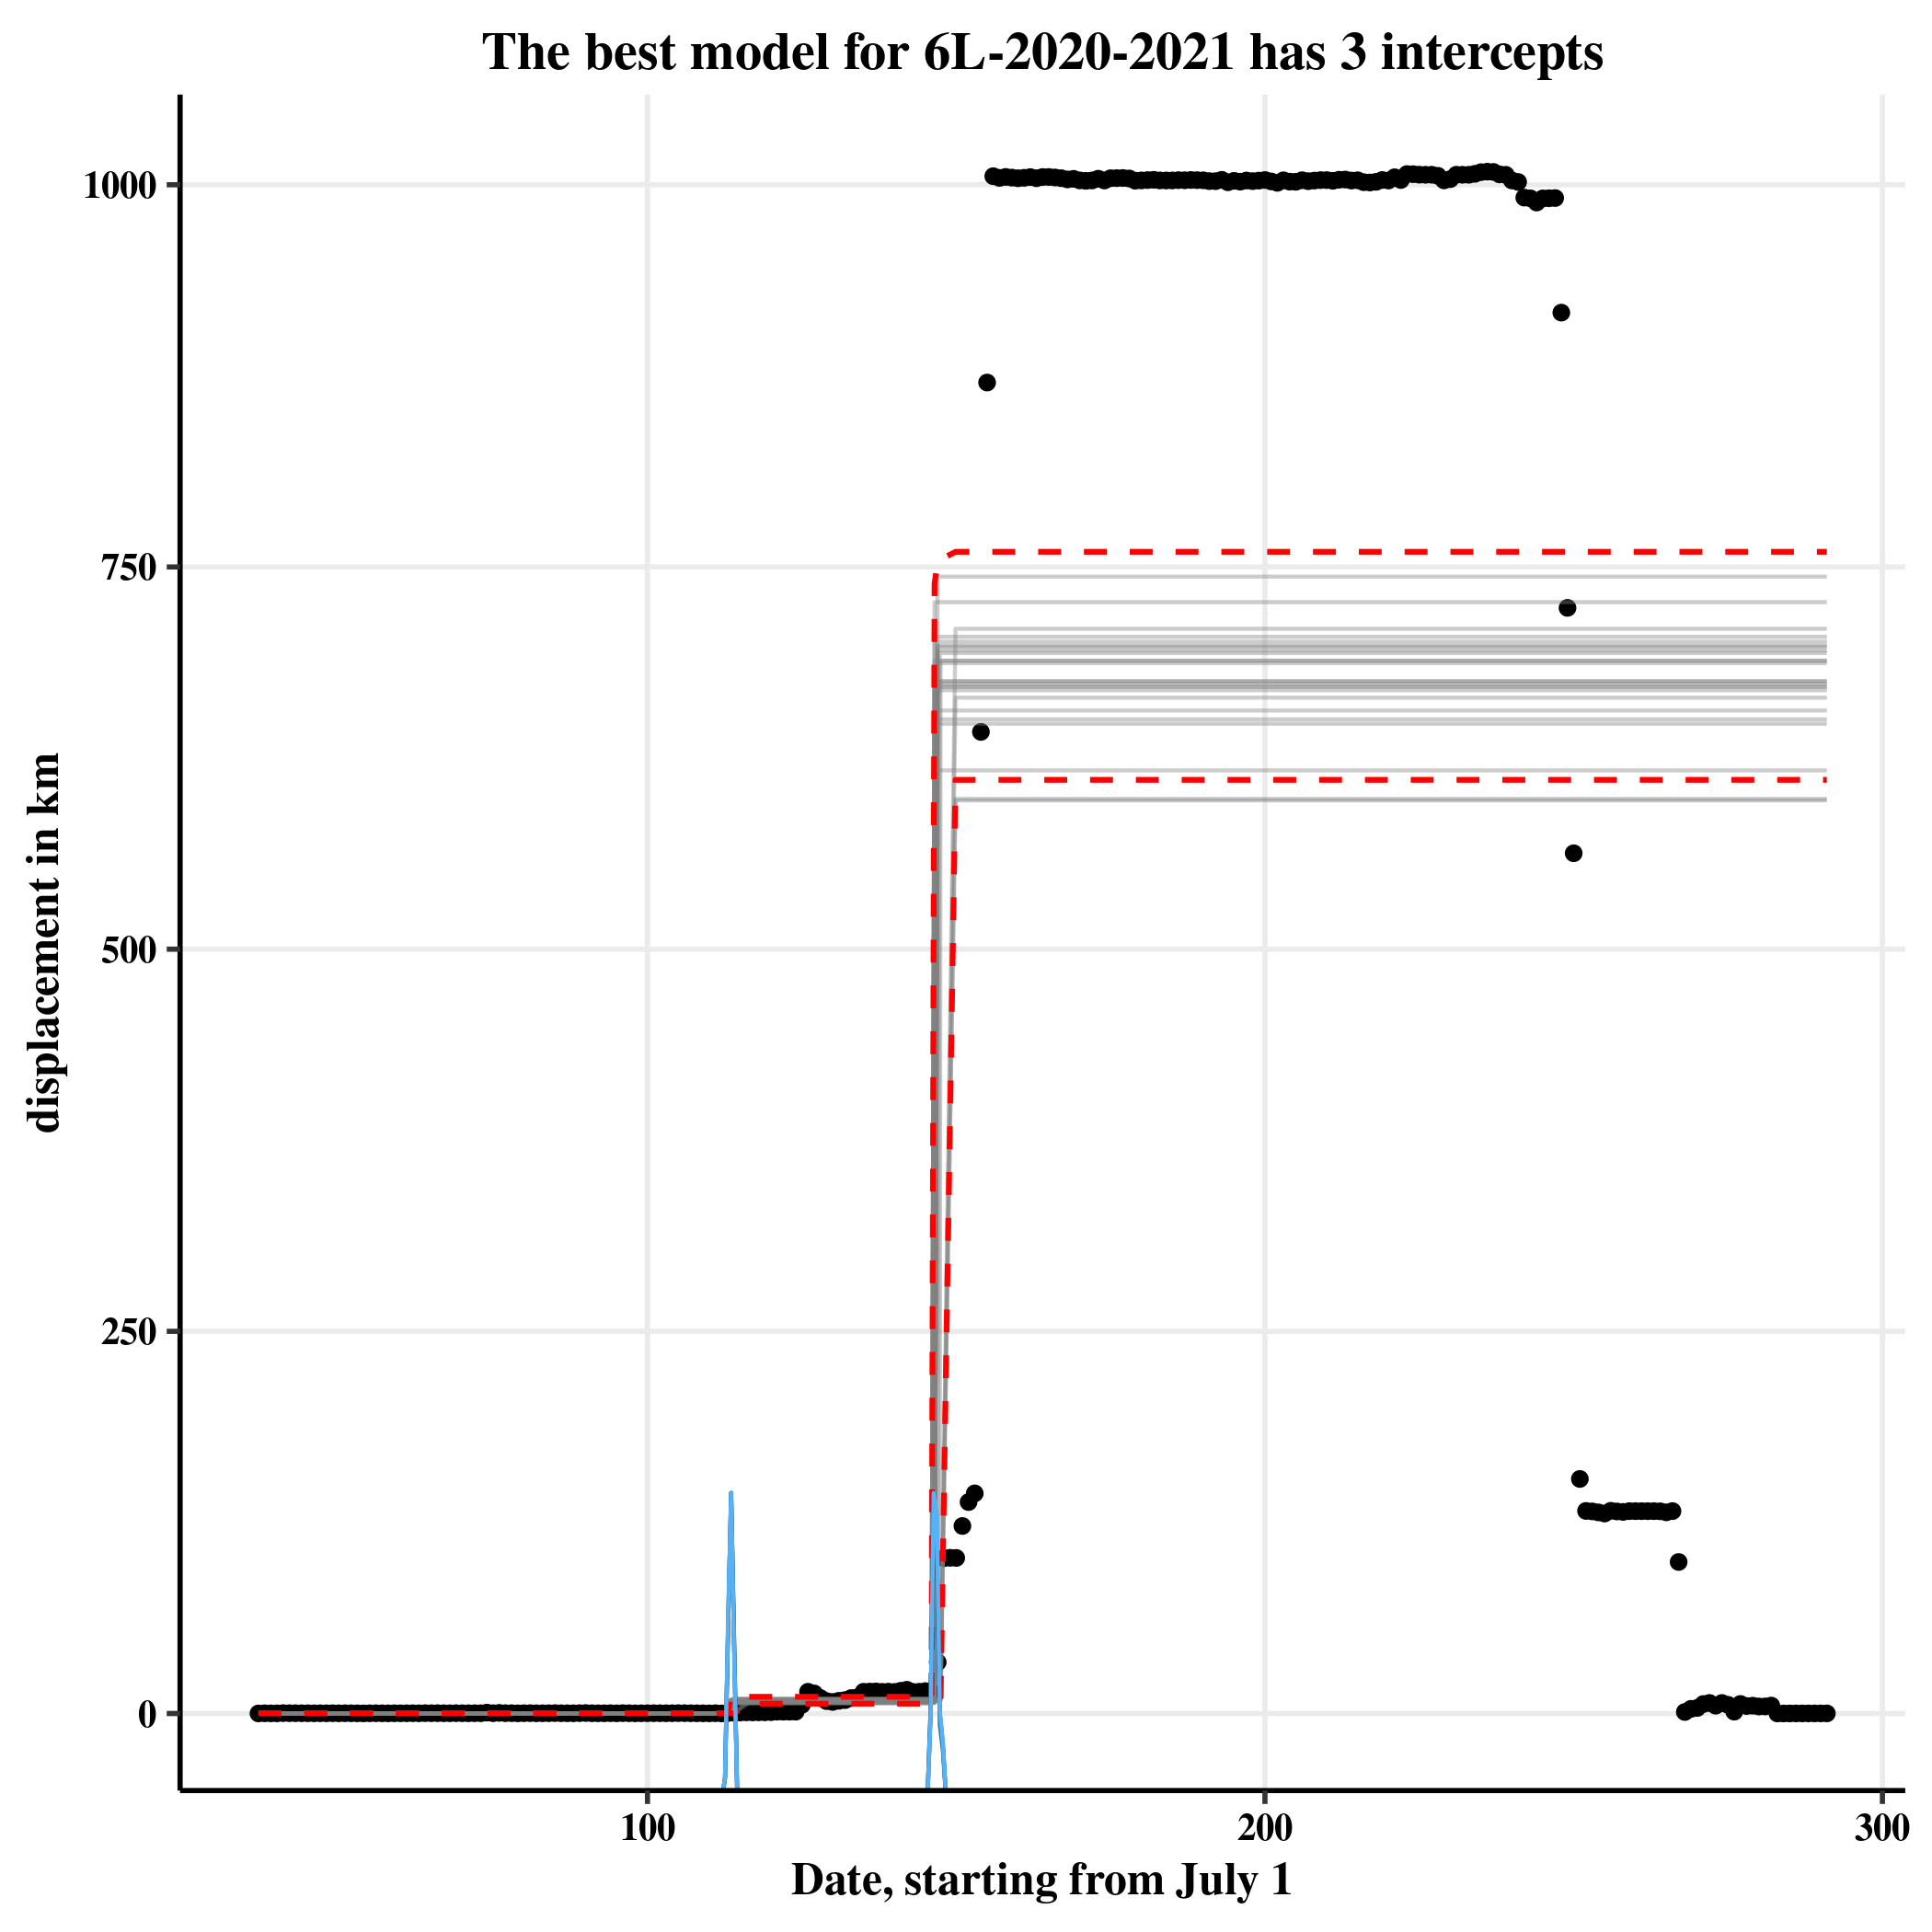 The best model for 6L-2020-2021 has 3 intercepts
1000
750
500
250
0
displacement in km
100 200 300
Date, starting from July 1